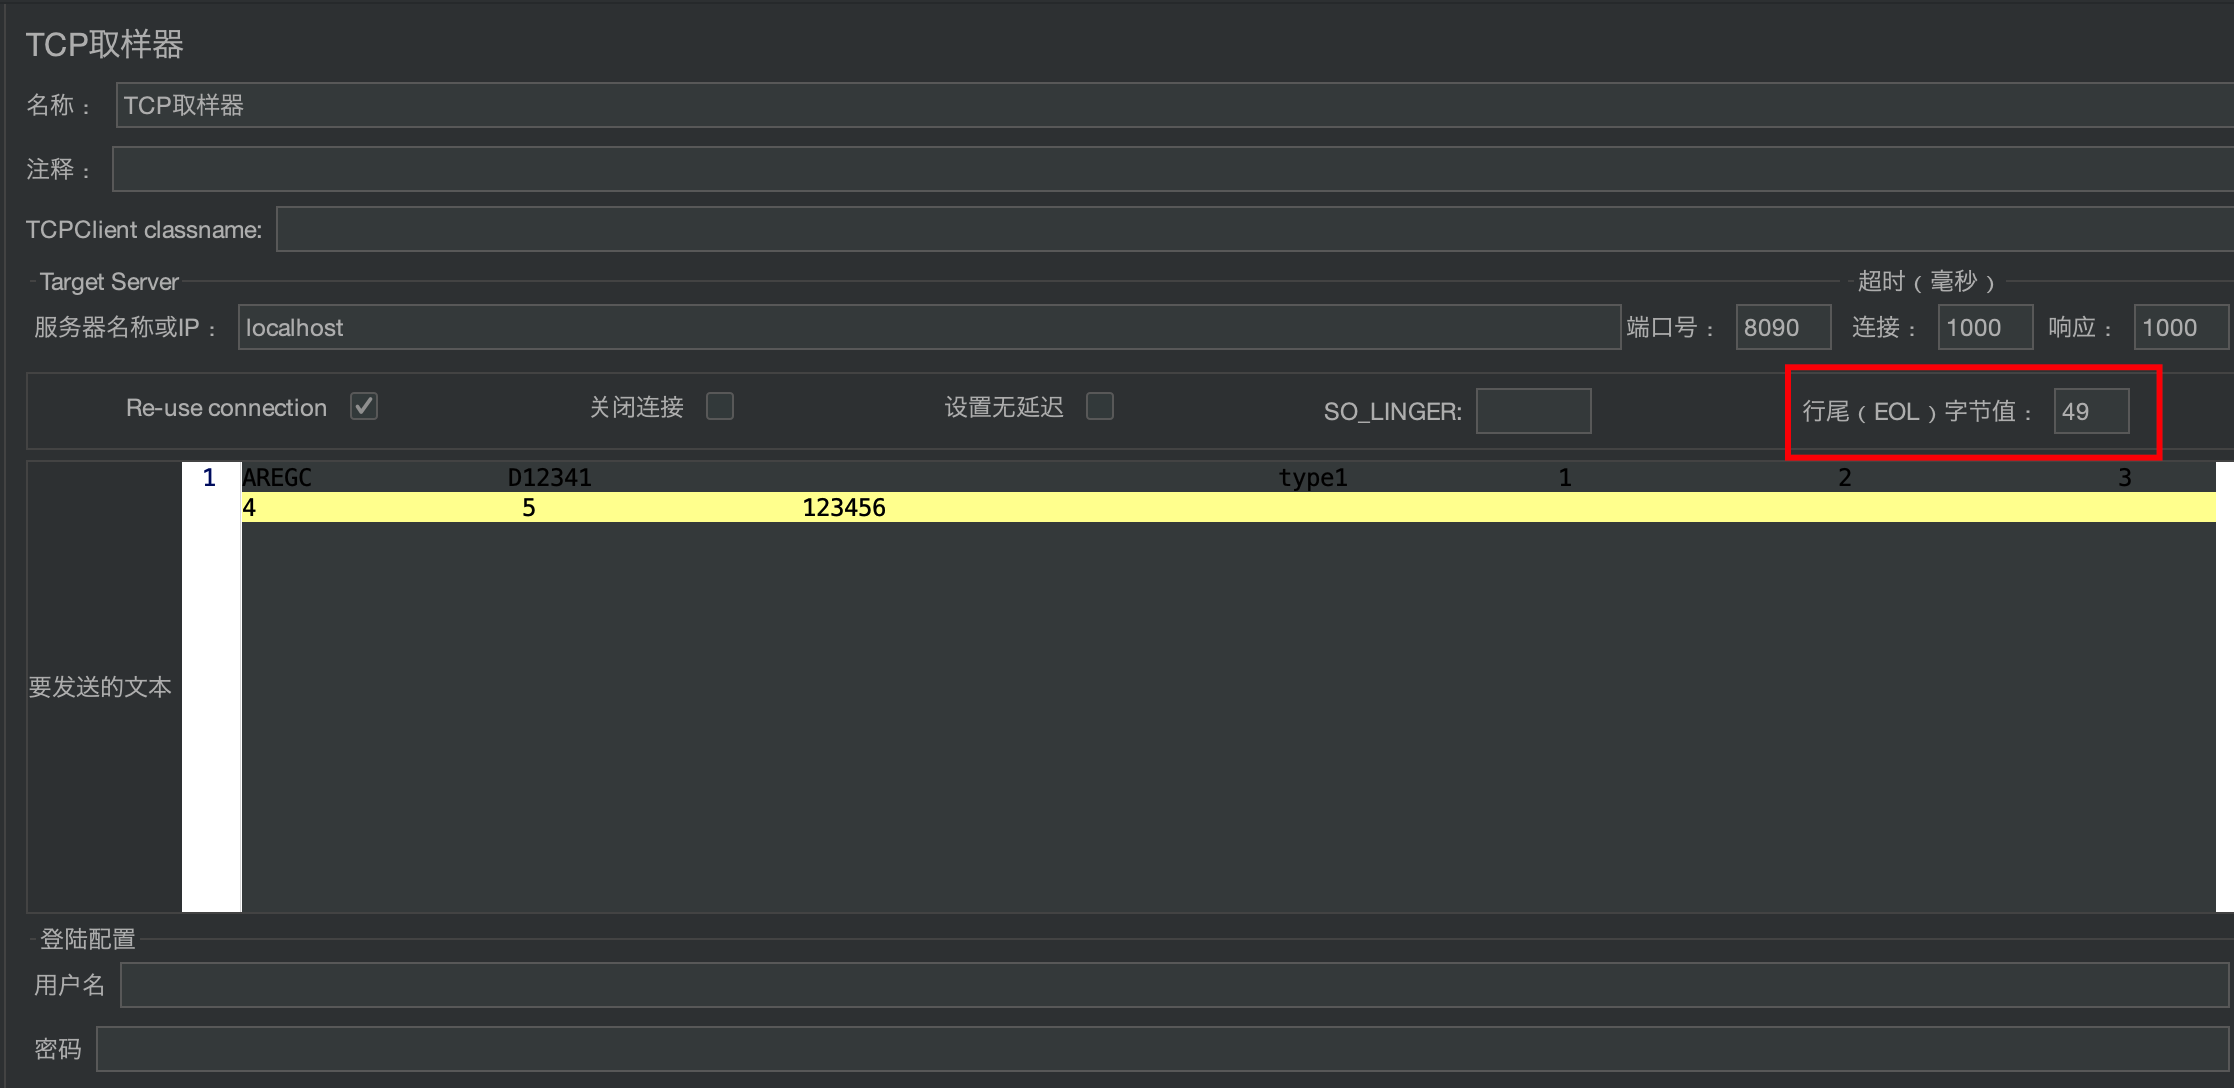 TCP取样器
名称： TCP取样器
注释：
TCPClient classname:
Target Server 超时（毫秒）
服务器名称或IP： localhost 端口号： 8090 连接： 1000 响应： 1000
Re-use connection 关闭连接 设置无延迟 SO_LINGER: 行尾（EOL）字节值： 49
1 AREGC D12341 type1 1 2 3
4 5 123456
要发送的文本
登陆配置
用户名
密码